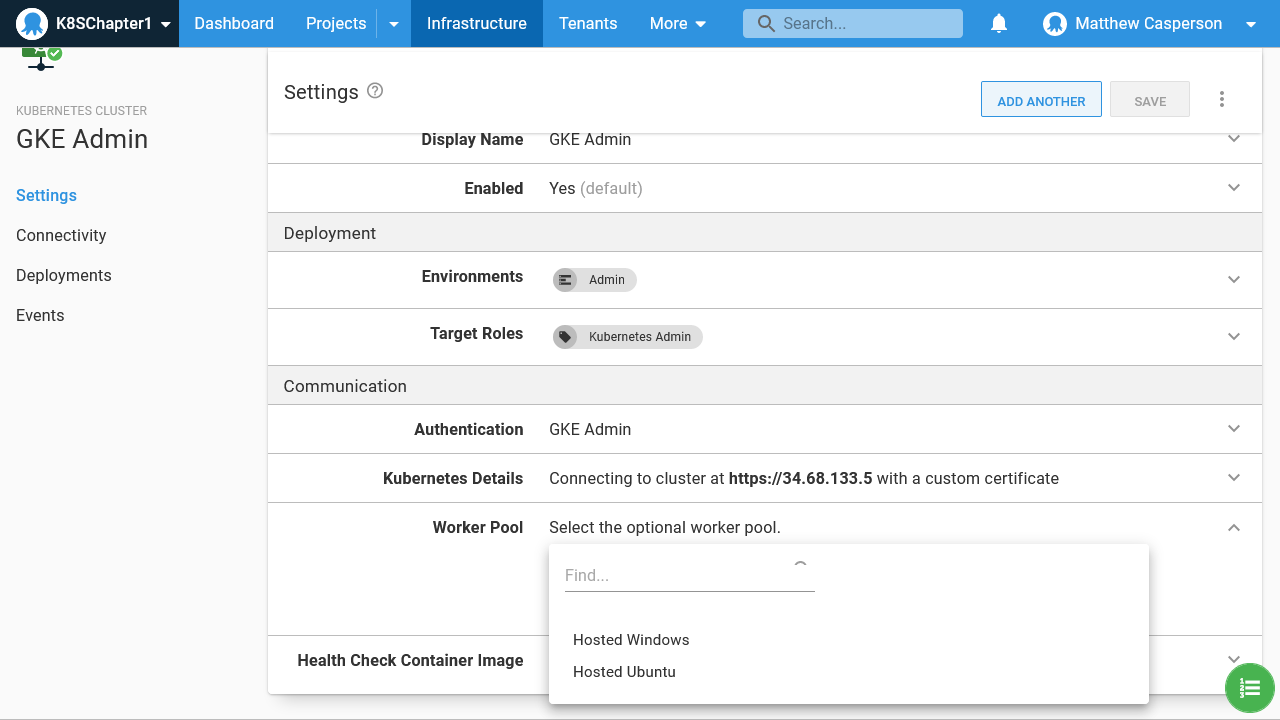 K8SChapter1 Dashboard Projects Infrastructure Tenants More Search... Matthew Casperson
KUBERNETES CLUSTER
GKE Admin
Settings
Connectivity
Deployments
Events
Settings ? ADD ANOTHER SAVE
Display Name GKE Admin
Enabled Yes (default)
Deployment
Environments Admin
Target Roles Kubernetes Admin
Communication
Authentication GKE Admin
Kubernetes Details Connecting to cluster at https://34.68.133.5 with a custom certificate
Worker Pool Select the optional worker pool.
Find...
Hosted Windows
Health Check Container Image
Hosted Ubuntu